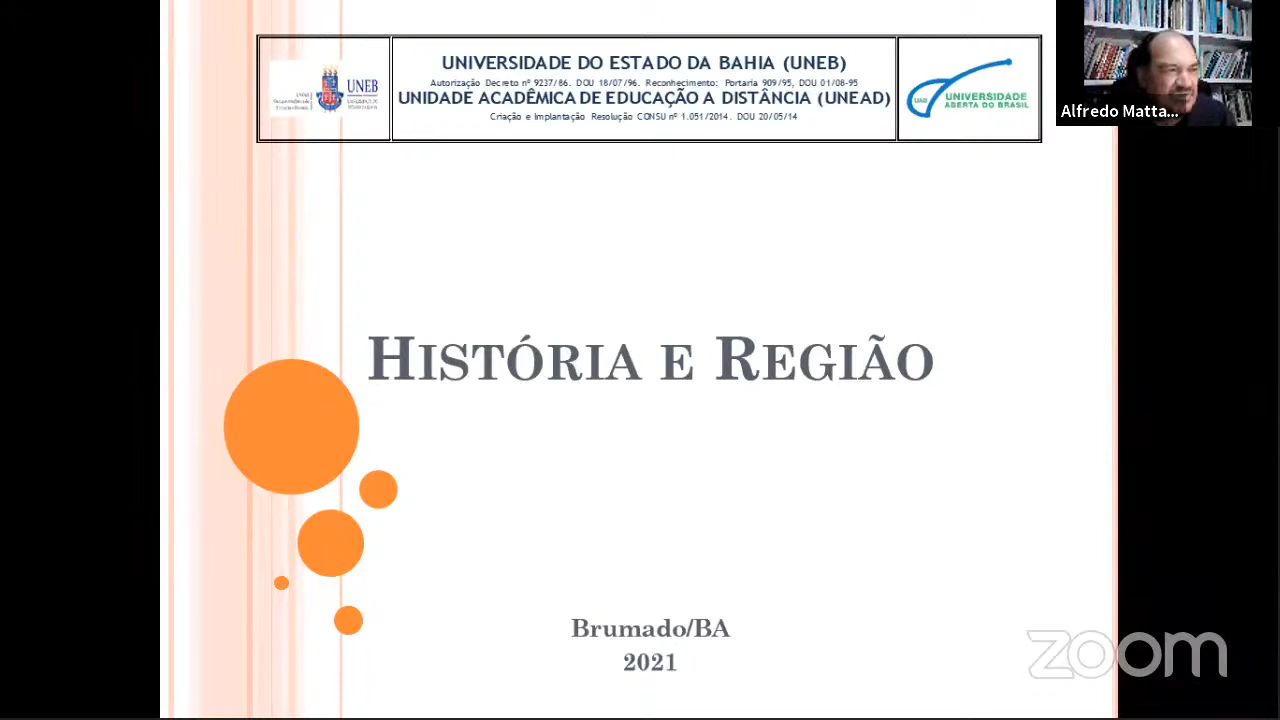 UNIVERSIDADE DO ESTADO DA BAHIA (UNEB)
Autorização Decreto nº 9237/86. DOU 18/07/96. Reconhecimento: Portaria 909/95, DOU 01/08-95
UNIDADE ACADÊMICA DE EDUCAÇÃO A DISTÂNCIA (UNEAD)
Criação e Implantação Resolução CONSU nº 1.051/2014. DOU 20/05/14
UNEB
UAB
UNIVERSIDADE
ABERTA DO BRASIL
Alfredo Matta...
HISTÓRIA E REGIÃO
Brumado/BA
2021
zoom